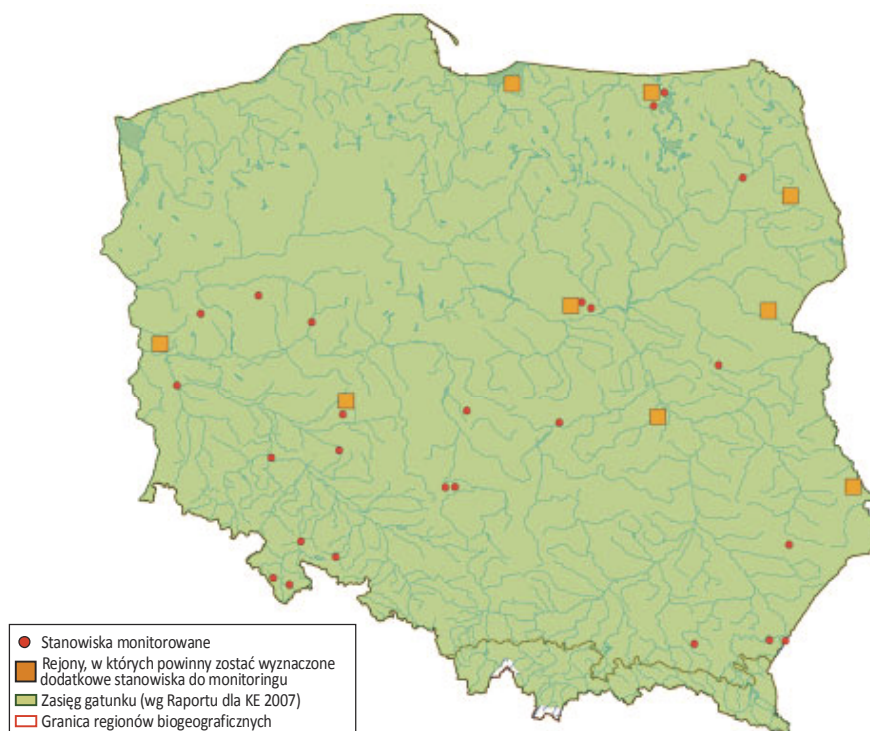 Stanowiska monitorowane
Rejony, w których powinny zostać wyznaczone
dodatkowe stanowiska do monitoringu
Zasięg gatunku (wg Raportu dla KE 2007)
Granica regionów biogeograficznych